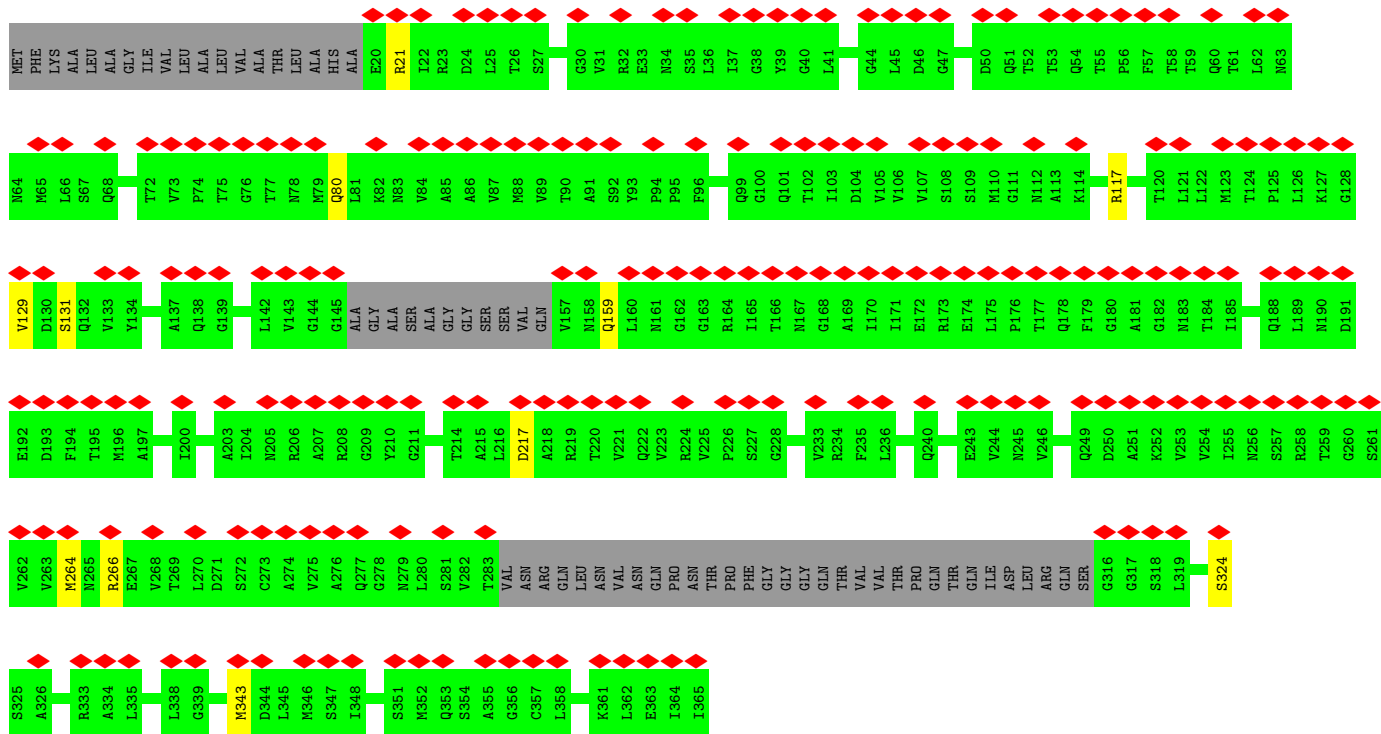 MET PHE LYS ALA LEU ALA GLY ILE VAL LEU ALA LEU VAL ALA THR LEU ALA HIS ALA E20 R21 I22 R23 D24 L25 T26 S27 G30 V31 R32 E33 N34 S35 L36 I37 G38 Y39 G40 L41 G44 L45 D46 G47 D50 Q51 T52 T53 Q54 T55 P56 F57 T58 T59 Q60 T61 L62 N63
N64 M65 L66 S67 Q68 T72 V73 P74 T75 G76 T77 N78 M79 Q80 L81 K82 N83 V84 A85 A86 V87 M88 V89 T90 A91 S92 Y93 P94 P95 F96 Q99 G100 Q101 T102 I103 D104 V105 V106 V107 S108 S109 M110 G111 N112 A113 K114 R117 T120 L121 L122 M123 T124 P125 L126 K127 G128
V129 D130 S131 Q132 V133 Y134 A137 Q138 G139 L142 V143 G144 G145 ALA GLY ALA SER ALA GLY GLY SER SER VAL GLN V157 N158 Q159 L160 N161 G162 G163 R164 I165 T166 N167 G168 A169 I170 I171 E172 R173 E174 L175 P176 T177 Q178 F179 G180 A181 G182 N183 T184 I185 Q188 L189 N190 D191
E192 D193 F194 T195 M196 A197 I200 A203 I204 N205 R206 A207 R208 G209 Y210 G211 T214 A215 L216 D217 A218 R219 T220 V221 Q222 V223 R224 V225 P226 S227 G228 V233 R234 F235 L236 Q240 E243 V244 N245 V246 Q249 D250 A251 K252 V253 V254 I255 N256 S257 R258 T259 G260 S261
V262 V263 M264 N265 R266 E267 V268 T269 L270 D271 S272 C273 A274 V275 A276 Q277 G278 N279 L280 S281 V282 T283 VAL ASN ARG GLN LEU ASN VAL ASN GLN PRO ASN THR PRO PHE GLY GLY GLY GLN THR VAL VAL THR PRO GLN THR GLN ILE ASP LEU ARG GLN SER G316 G317 S318 L319 S324
S325 A326 R333 A334 L335 L338 G339 M343 D344 L345 M346 S347 I348 S351 M352 Q353 S354 A355 G356 C357 L358 K361 L362 E363 I364 I365